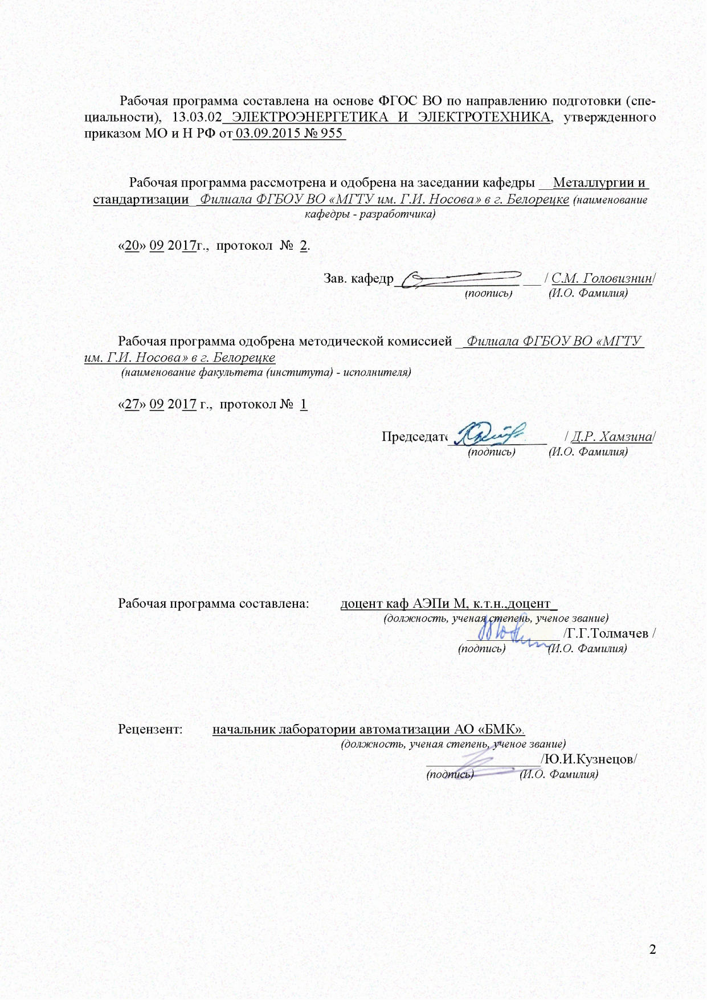 Рабочая программа составлена на основе ФГОС ВО по направлению подготовки (спе-
циальности), 13.03.02 ЭЛЕКТРОЭНЕРГЕТИКА И ЭЛЕКТРОТЕХНИКА, утвержденного
приказом МО и Н РФ от 03.09.2015 № 955
Рабочая программа рассмотрена и одобрена на заседании кафедры __Металлургии и
стандартизации_ Филиала ФГБОУ ВО «МГТУ им. Г.И. Носова» в г. Белорецке (наименование
кафедры - разработчика)
«20» 09 2017г., протокол № 2.
Зав. кафедр / С.М. Головизнин/
(подпись) (И.О. Фамилия)
Рабочая программа одобрена методической комиссией _ Филиала ФГБОУ ВО «МГТУ
им. Г.И. Носова» в г. Белорецке
(наименование факультета (института) - исполнителя)
«27» 09 2017 г., протокол № 1
Председате / Д.Р. Хамзина/
(подпись) (И.О. Фамилия)
Рабочая программа составлена: доцент каф АЭПи М, к.т.н.,доцент_
(должность, ученая степень, ученое звание)
/Г.Г.Толмачев /
(подпись) (И.О. Фамилия)
Рецензент: начальник лаборатории автоматизации АО «БМК».
(должность, ученая степень, ученое звание)
/Ю.И.Кузнецов/
(подпись) (И.О. Фамилия)
2